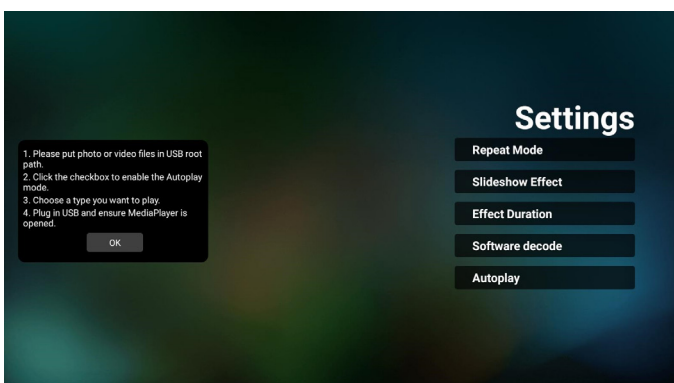 Settings
1. Please put photo or video files in USB root
path.
2. Click the checkbox to enable the Autoplay
mode.
3. Choose a type you want to play.
4. Plug in USB and ensure MediaPlayer is
opened.
OK
Repeat Mode
Slideshow Effect
Effect Duration
Software decode
Autoplay